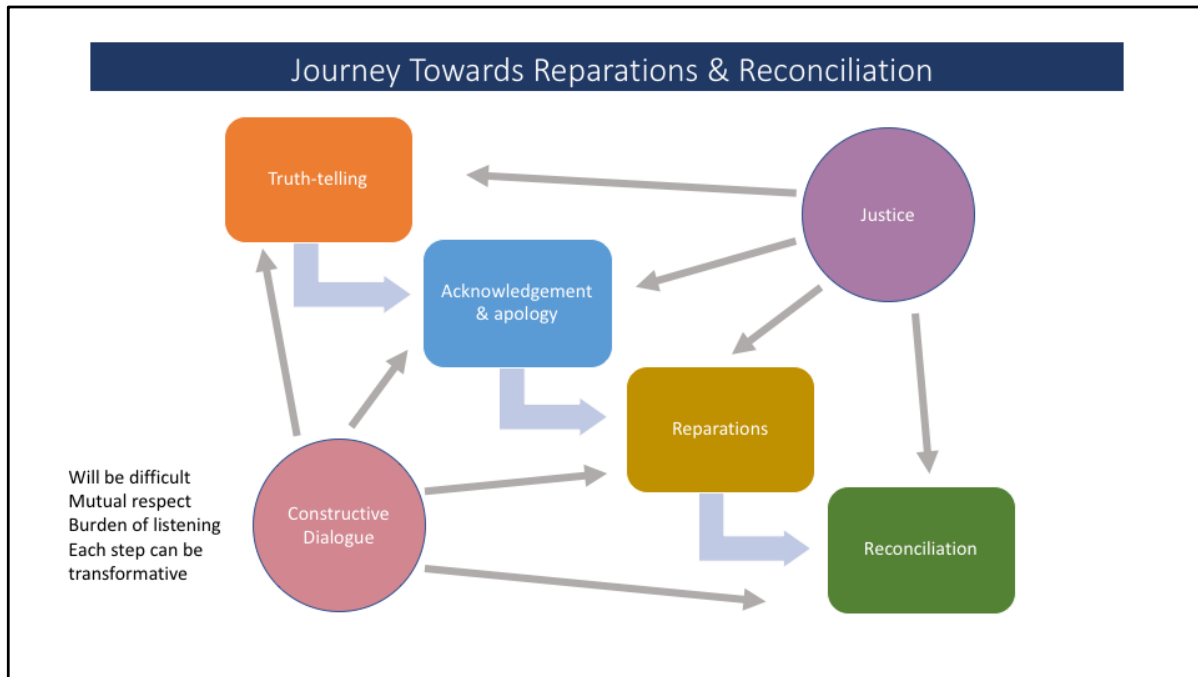 Journey Towards Reparations & Reconciliation
Truth-telling
Justice
Acknowledgement
& apology
Reparations
Will be difficult
Mutual respect
Burden of listening
Each step can be
transformative
Constructive
Dialogue
Reconciliation